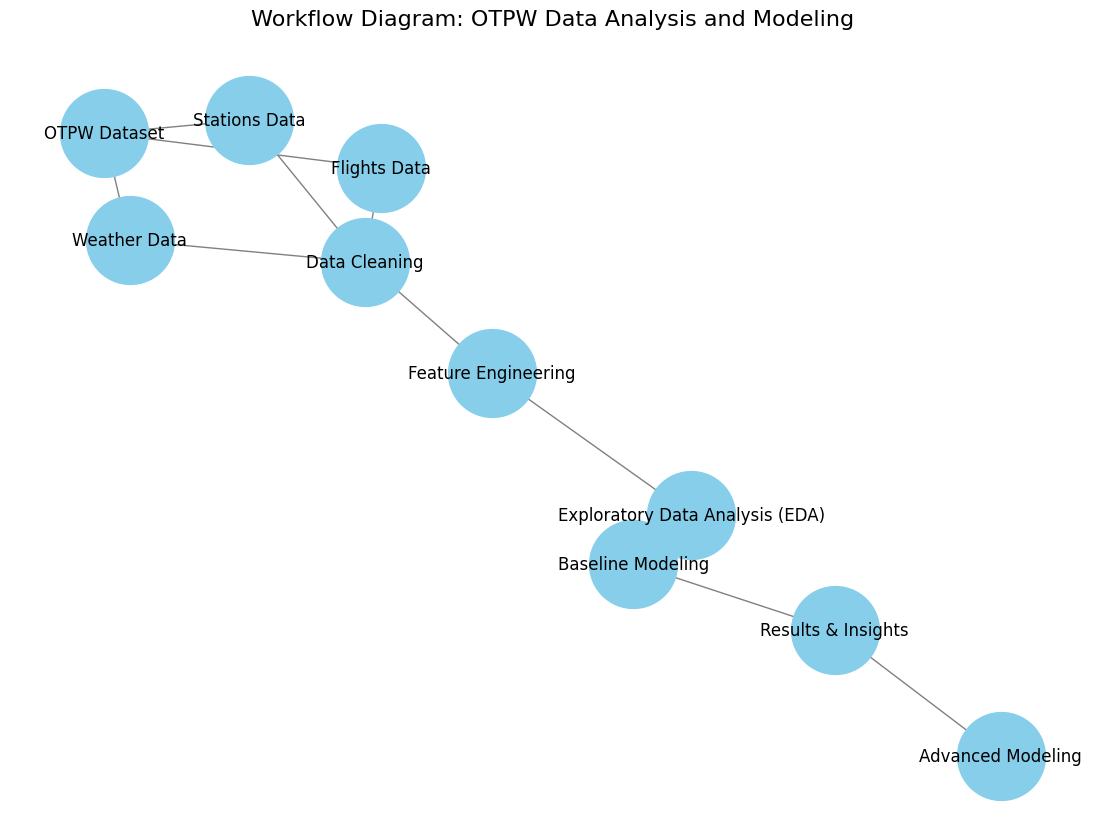 Workflow Diagram: OTPW Data Analysis and Modeling
Stations Data
OTPW Dataset
Flights Data
Weather Data
Data Cleaning
Feature Engineering
Exploratory Data Analysis (EDA)
Baseline Modeling
Results & Insights
Advanced Modeling